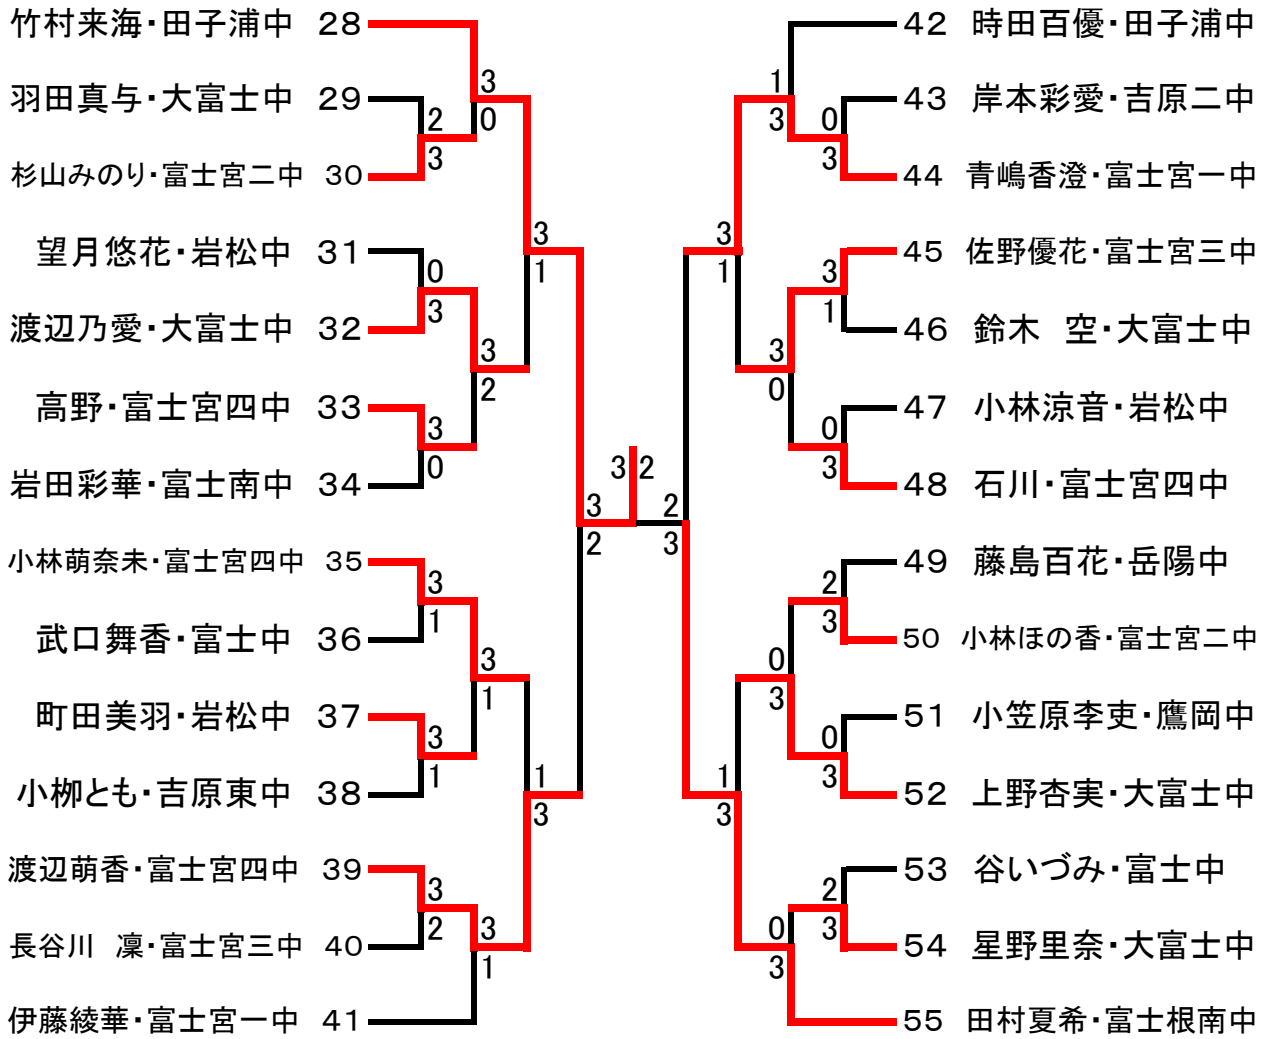 竹村来海・田子浦中 28
羽田真与・大富士中 29
杉山みのり・富士宮二中 30
望月悠花・岩松中 31
渡辺乃愛・大富士中 32
高野・富士宮四中 33
岩田彩華・富士南中 34
小林萌奈未・富士宮四中 35
武口舞香・富士中 36
町田美羽・岩松中 37
小栁とも・吉原東中 38
渡辺萌香・富士宮四中 39
長谷川　凜・富士宮三中 40
伊藤綾華・富士宮一中 41
2
3
0
3
3
0
3
1
3
1
3
2
3
0
3
2
3
1
3
1
3
1
1
3
3
2
3 2
2
3
3
1
1
3
1
3
3
0
0
3
0
3
0
3
3
1
0
3
2
3
0
3
2
3
42 時田百優・田子浦中
43 岸本彩愛・吉原二中
44 青嶋香澄・富士宮一中
45 佐野優花・富士宮三中
46 鈴木　空・大富士中
47 小林涼音・岩松中
48 石川・富士宮四中
49 藤島百花・岳陽中
50 小林ほの香・富士宮二中
51 小笠原李吏・鷹岡中
52 上野杏実・大富士中
53 谷いづみ・富士中
54 星野里奈・大富士中
55 田村夏希・富士根南中